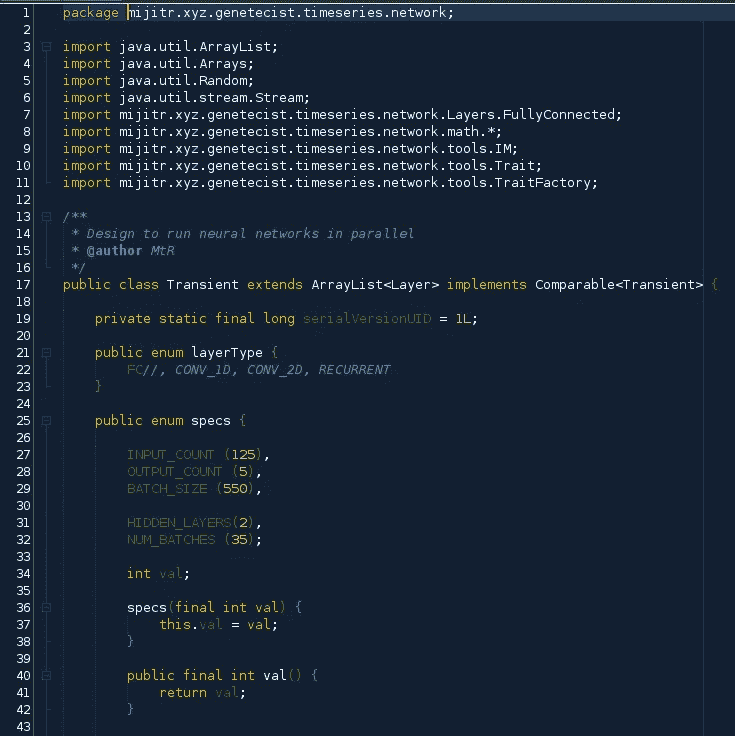 1 package mijitr.xyz.genetecist.timeseries.network;
2
3 import java.util.ArrayList;
4 import java.util.Arrays;
5 import java.util.Random;
6 import java.util.stream.Stream;
7 import mijitr.xyz.genetecist.timeseries.network.Layers.FullyConnected;
8 import mijitr.xyz.genetecist.timeseries.network.math.*;
9 import mijitr.xyz.genetecist.timeseries.network.tools.IM;
10 import mijitr.xyz.genetecist.timeseries.network.tools.Trait;
11 import mijitr.xyz.genetecist.timeseries.network.tools.TraitFactory;
12
13 /**
14  * Design to run neural networks in parallel
15  * @author MtR
16  */
17 public class Transient extends ArrayList<Layer> implements Comparable<Transient> {
18
19     private static final long serialVersionUID = 1L;
20
21     public enum layerType {
22         FC//, CONV_1D, CONV_2D, RECURRENT
23     }
24
25     public enum specs {
26
27         INPUT_COUNT (125),
28         OUTPUT_COUNT (5),
29         BATCH_SIZE (550),
30
31         HIDDEN_LAYERS(2),
32         NUM_BATCHES (35);
33
34         int val;
35
36         specs(final int val) {
37             this.val = val;
38         }
39
40         public final int val() {
41             return val;
42         }
43